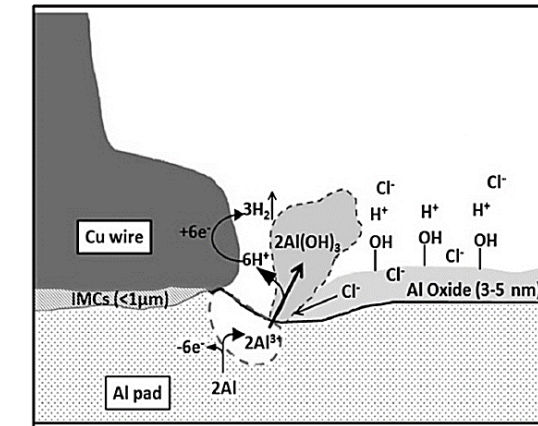 Cl⁻
Cl⁻
3H₂
H⁺
H⁺
H⁺
+6e⁻
Cu wire
2Al(OH)₃
OH
OH
OH
6H⁺
Cl⁻
Cl⁻
IMCs (<1µm)
Cl⁻
Al Oxide (3-5 nm)
-6e⁻
2Al³⁺
2Al
Al pad